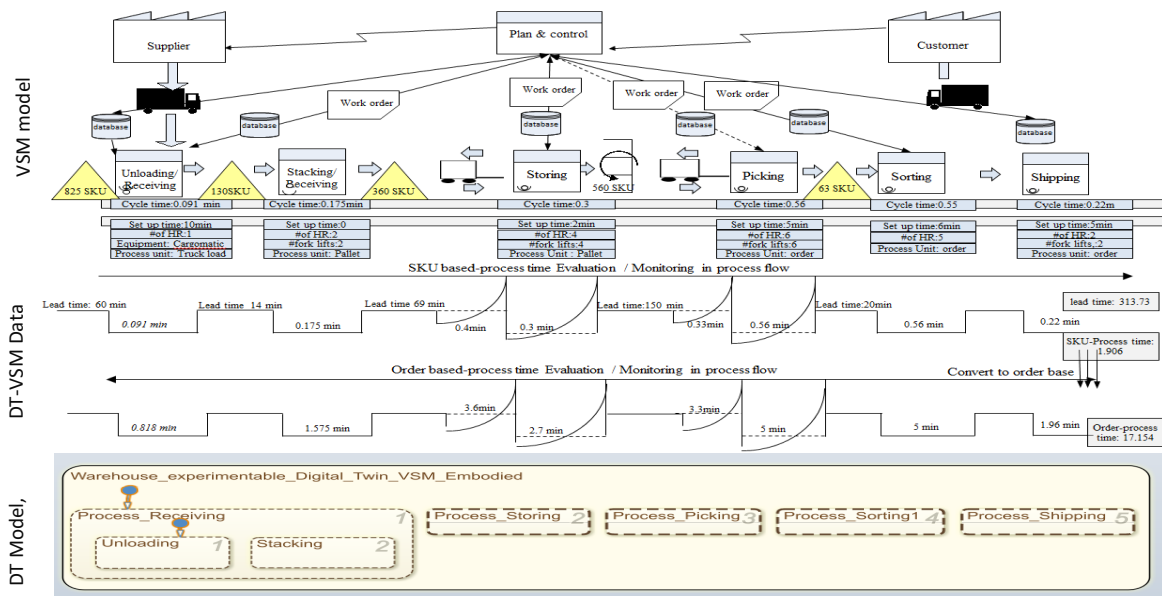 VSM model
Supplier
Plan & control
Customer
Work order
Work order
Work order
Work order
database
database
database
database
database
825 SKU
Unloading/
Receiving
130SKU
Stacking/
Receiving
360 SKU
Storing
560 SKU
Picking
63 SKU
Sorting
Shipping
Cycle time:0.091 min
Cycle time:0.175min
Cycle time:0.3
Cycle time:0.56
Cycle time:0.55
Cycle time:0.22m
Set up time:10min
#of HR:1
Equipment: Cargomatic
Process unit: Truck load
Set up time:0
#of HR:2
#fork lifts:2
Process unit: Pallet
Set up time:2min
#of HR:4
#fork lifts:4
Process Unit : Pallet
Set up time:5min
#of HR:6
#fork lifts:6
Process Unit: order
Set up time:6min
#of HR:5
Process Unit: order
Set up time:5min
#of HR:2
#fork lifts,:2
Process unit: order
DT-VSM Data
SKU based-process time Evaluation / Monitoring in process flow
Lead time: 60 min
Lead time 14 min
Lead time 69 min
Lead time:150 min
Lead time:20min
lead time: 313.73
0.091 min
0.175 min
0.4min
0.3 min
0.33min
0.56 min
0.56 min
0.22 min
SKU-Process time:
1.906
Order based-process time Evaluation / Monitoring in process flow
Convert to order base
0.818 min
1.575 min
3.6min
2.7 min
3.3min
5 min
5 min
1.96 min
Order-process
time: 17.154
DT Model,
Warehouse_experimentable_Digital_Twin_VSM_Embodied
Process_Receiving 1
Unloading 1
Stacking 2
Process_Storing 2
Process_Picking 3
Process_Sorting1 4
Process_Shipping 5